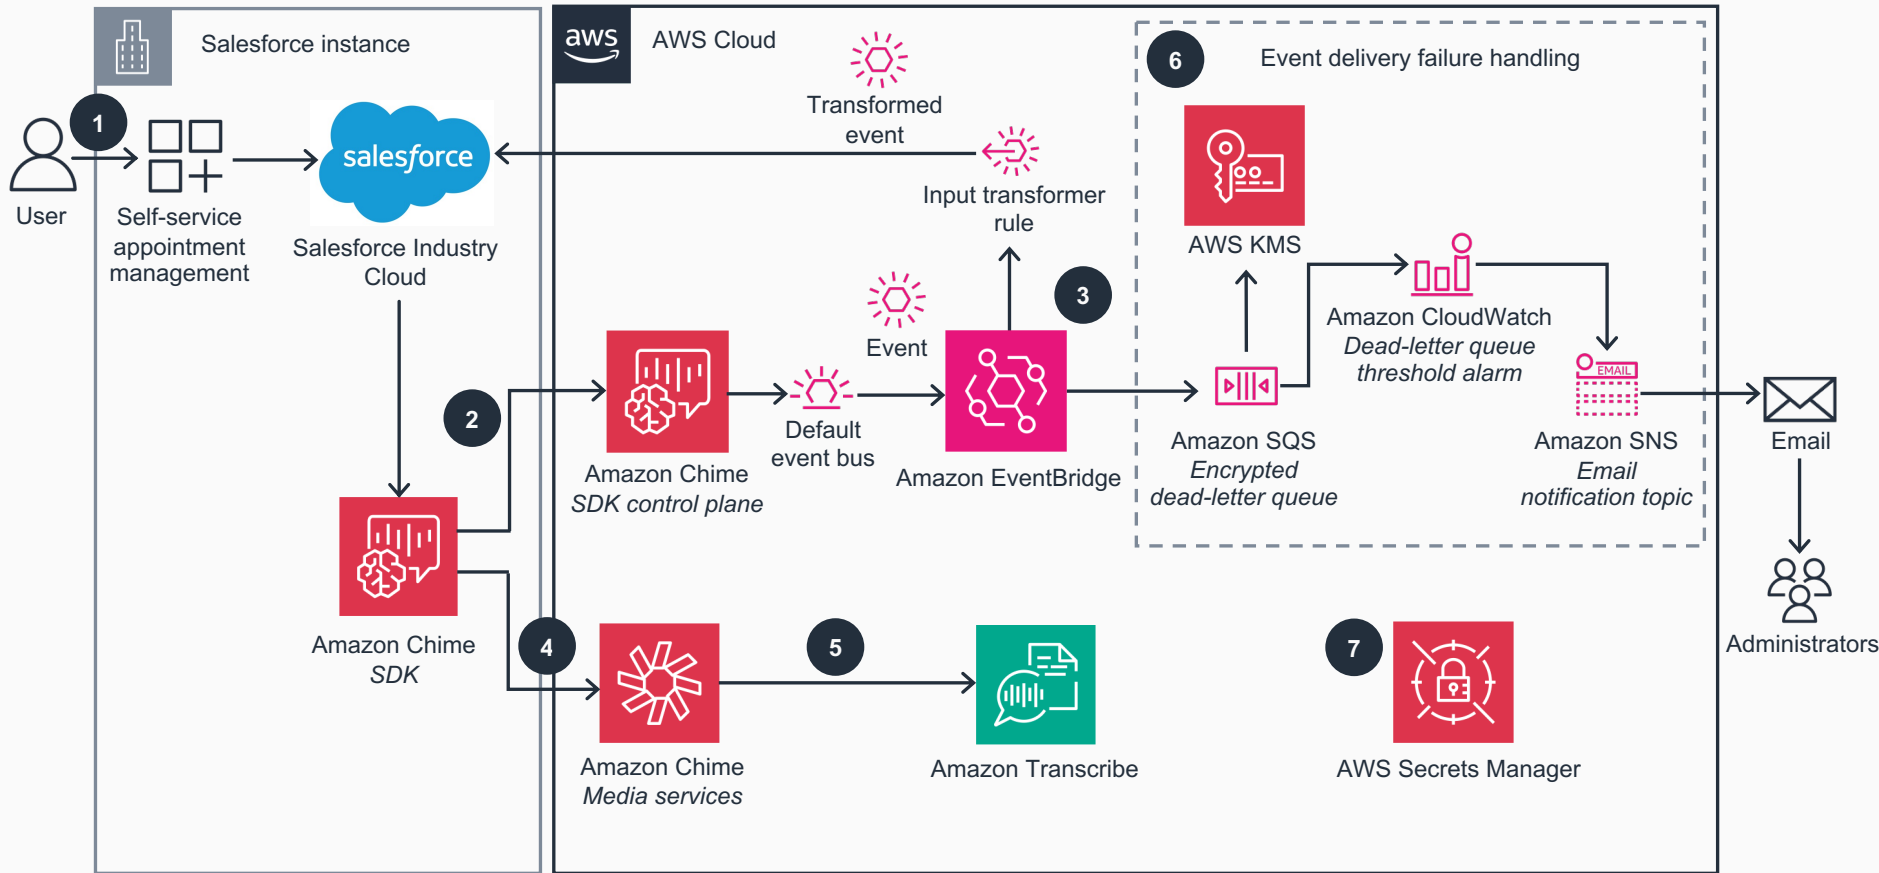 Salesforce instance
aws
AWS Cloud
Transformed
event
6
Event delivery failure handling
1
salesforce
Input transformer
rule
AWS KMS
User
Self-service
appointment
management
Salesforce Industry
Cloud
3
Event
Amazon CloudWatch
Dead-letter queue
threshold alarm
EMAIL
2
Default
event bus
Amazon Chime
SDK control plane
Amazon EventBridge
Amazon SQS
Encrypted
dead-letter queue
Amazon SNS
Email
notification topic
Email
Amazon Chime
SDK
4
5
7
Administrators
Amazon Chime
Media services
Amazon Transcribe
AWS Secrets Manager